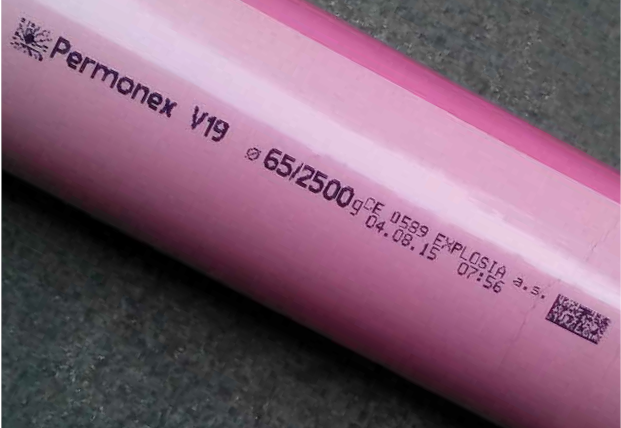 Permonex V19 ⌀ 65/2500g
CE 0589 EXPLOSIA a.s.
04.08.15 07:56